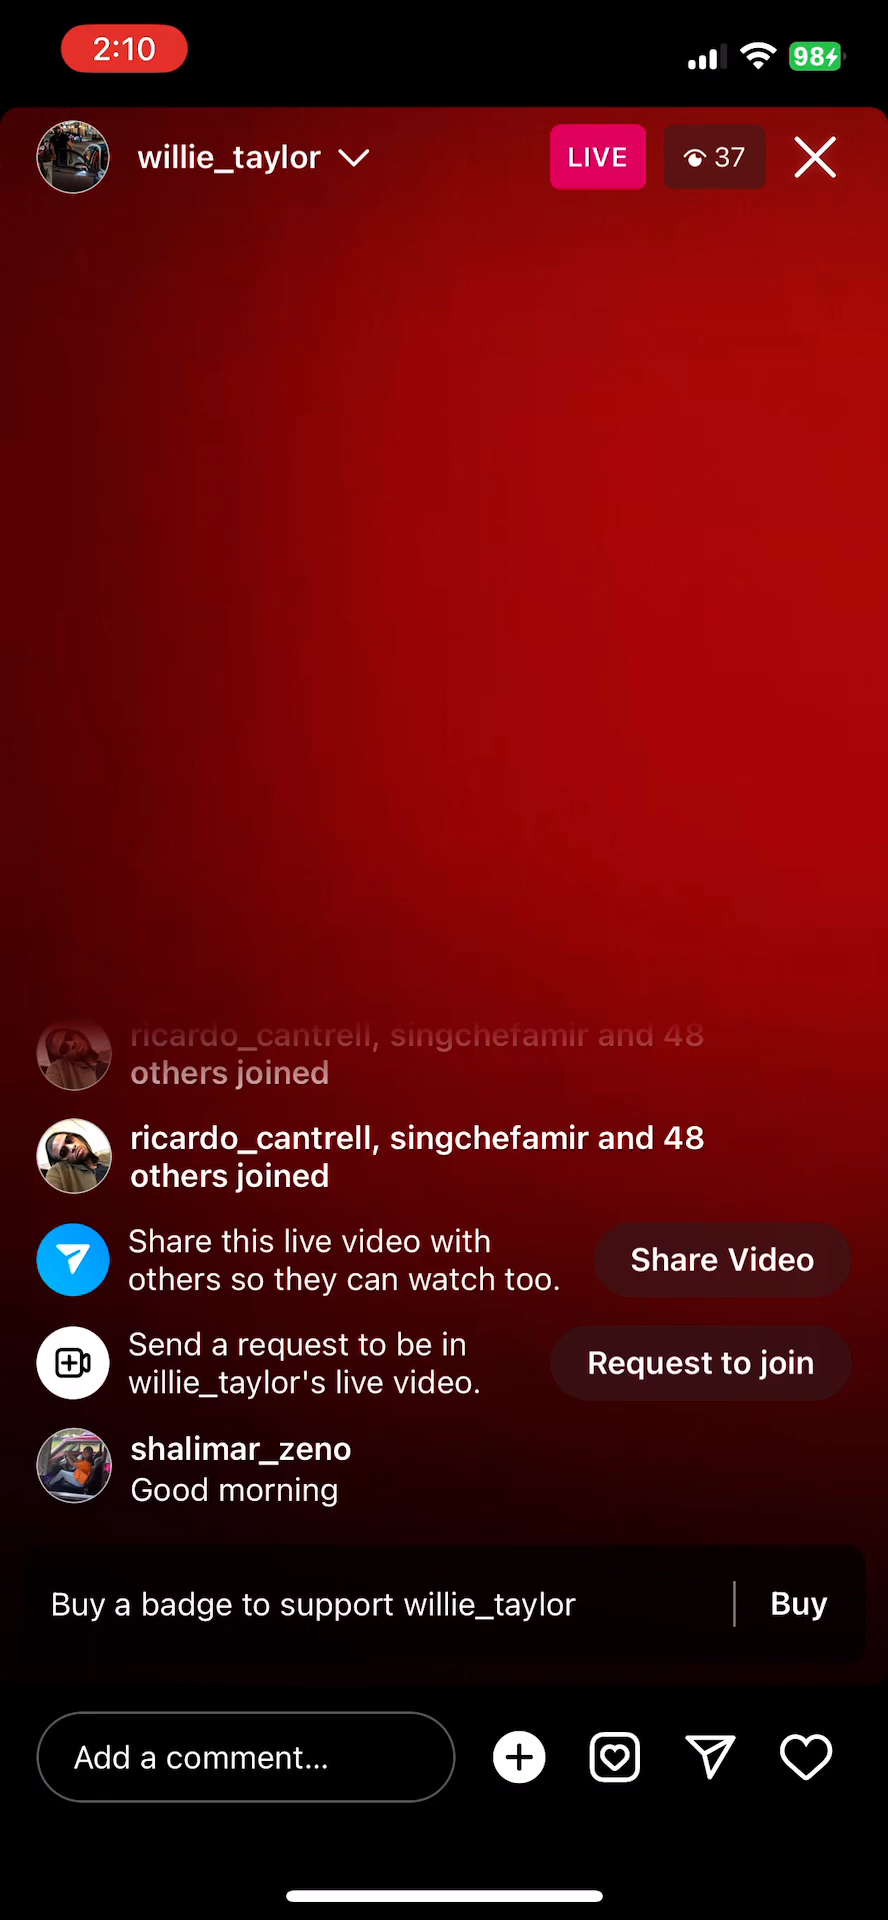 2:10
98
willie_taylor
LIVE
37
ricardo_cantrell, singchefamir and 48
others joined
ricardo_cantrell, singchefamir and 48
others joined
Share this live video with
others so they can watch too.
Share Video
Send a request to be in
willie_taylor's live video.
Request to join
shalimar_zeno
Good morning
Buy a badge to support willie_taylor
Buy
Add a comment...